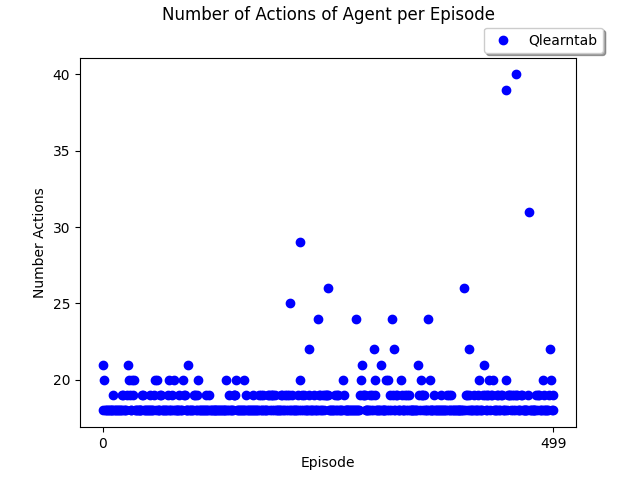 Number of Actions of Agent per Episode
Qlearntab
40
35
30
25
20
Number Actions
0
499
Episode